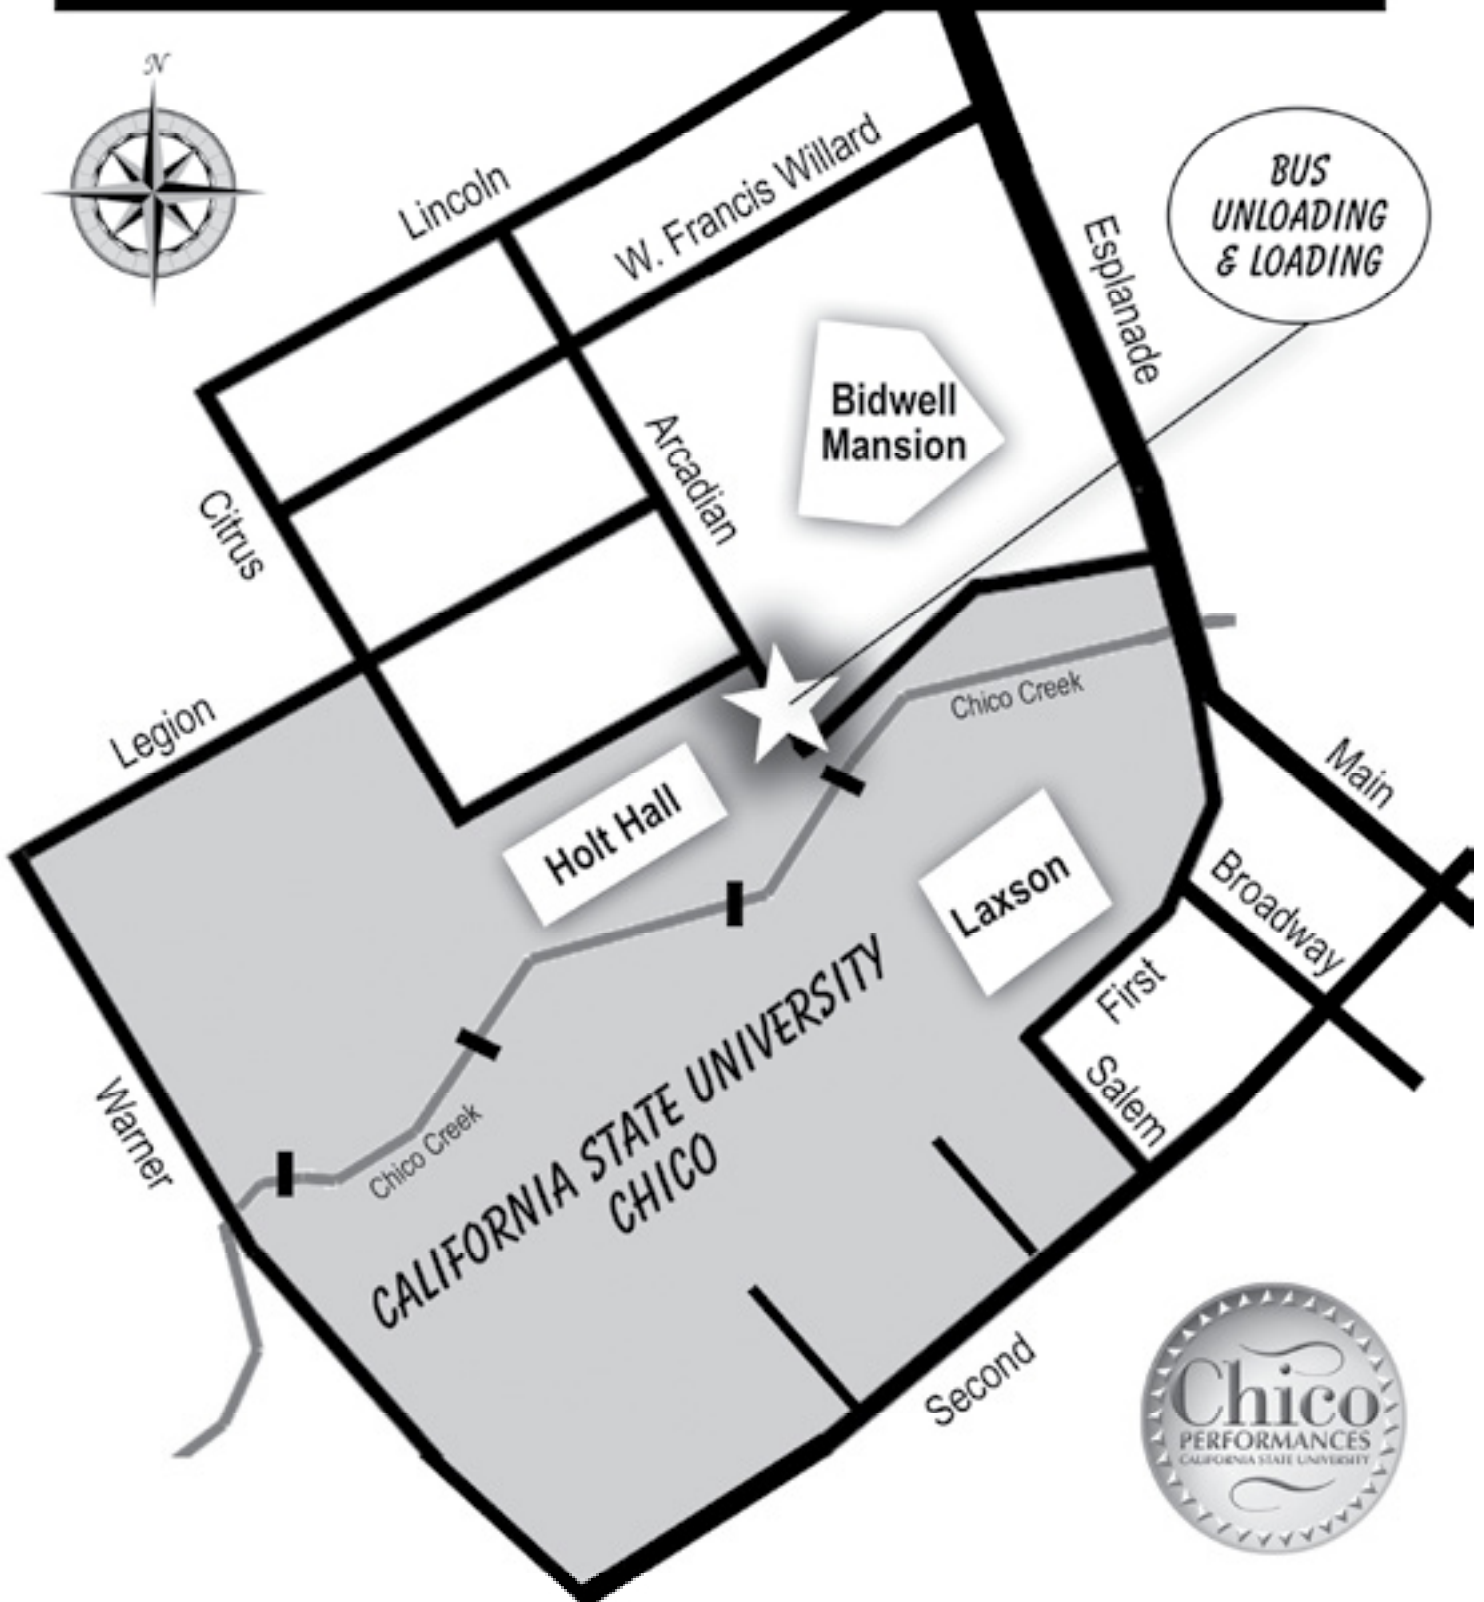 N
Lincoln
W. Francis Willard
BUS
UNLOADING
& LOADING
Esplanade
Bidwell
Mansion
Arcadian
Citrus
Legion
Chico Creek
Main
Holt Hall
Laxson
Broadway
First
Salem
Warner
Chico Creek
CALIFORNIA STATE UNIVERSITY
CHICO
Second
Chico
PERFORMANCES
CALIFORNIA STATE UNIVERSITY